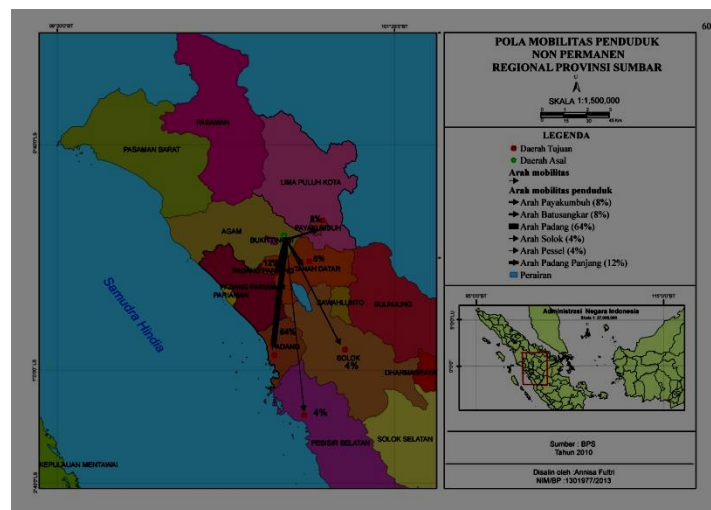 60
POLA MOBILITAS PENDUDUK
NON PERMANEN
REGIONAL PROVINSI SUMBAR
U
SKALA 1:1,500,000
LEGENDA
Daerah Tujuan
Daerah Asal
Arah mobilitas
Arah mobilitas penduduk
Arah Payakumbuh (8%)
Arah Batusangkar (8%)
Arah Padang (64%)
Arah Solok (4%)
Arah Pessel (4%)
Arah Padang Panjang (12%)
Perairan
Administrasi Negara Indonesia
Sumber : BPS
Tahun 2010
Disalin oleh :Annisa Fultri
NIM/BP :1301977/2013
PASAMAN
PASAMAN BARAT
LIMA PULUH KOTA
8%
AGAM
PAYAKUMBUH
12%
8%
PADANG PANJANG
TANAH DATAR
PARIAMAN
SAWAHLUNTO
SIJUNJUNG
Samudra Hindia
64%
PADANG
SOLOK
4%
4%
PESISIR SELATAN
SOLOK SELATAN
KEPULAUAN MENTAWAI